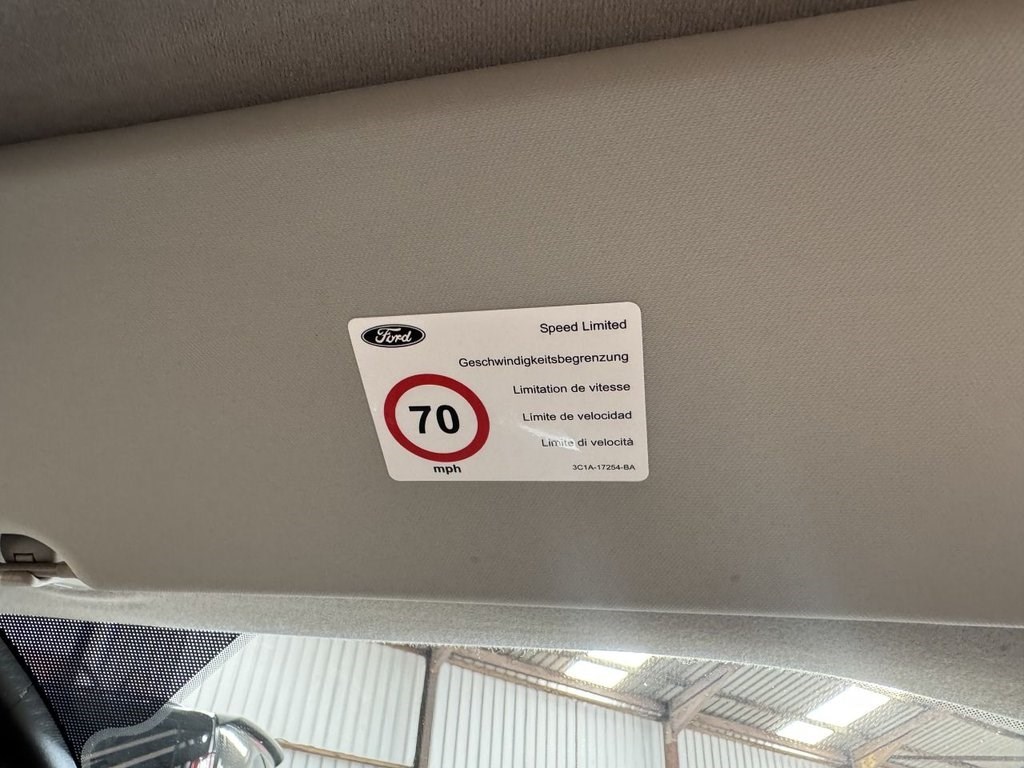 Ford
Speed Limited
Geschwindigkeitsbegrenzung
Limitation de vitesse
70
Limite de velocidad
Limite di velocità
mph
3C1A-17254-BA